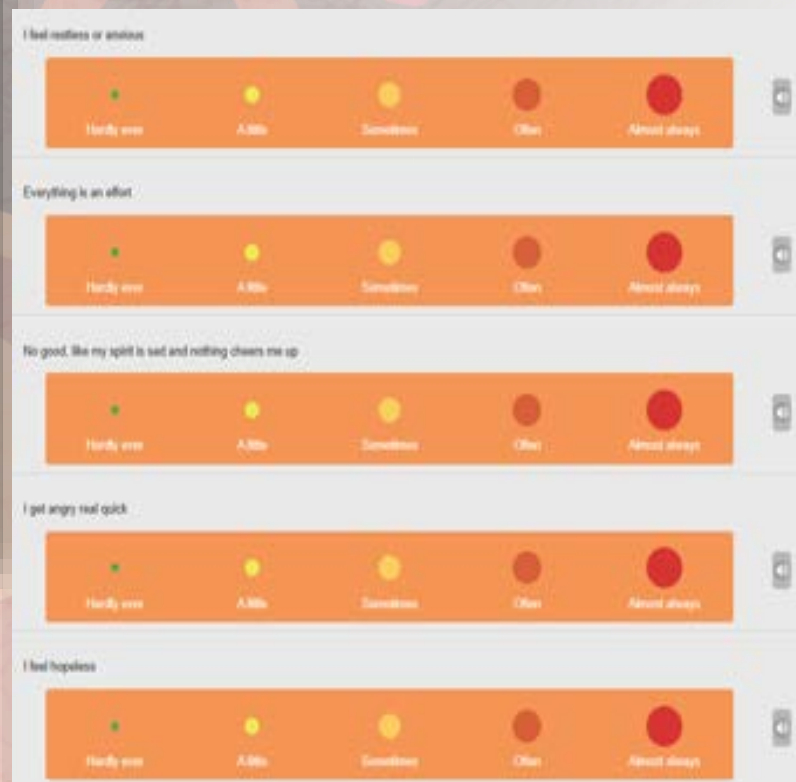 I feel restless or anxious
Hardly ever A little Sometimes Often Almost always
Everything is an effort
Hardly ever A little Sometimes Often Almost always
No good, like my spirit is sad and nothing cheers me up
Hardly ever A little Sometimes Often Almost always
I get angry real quick
Hardly ever A little Sometimes Often Almost always
I feel hopeless
Hardly ever A little Sometimes Often Almost always